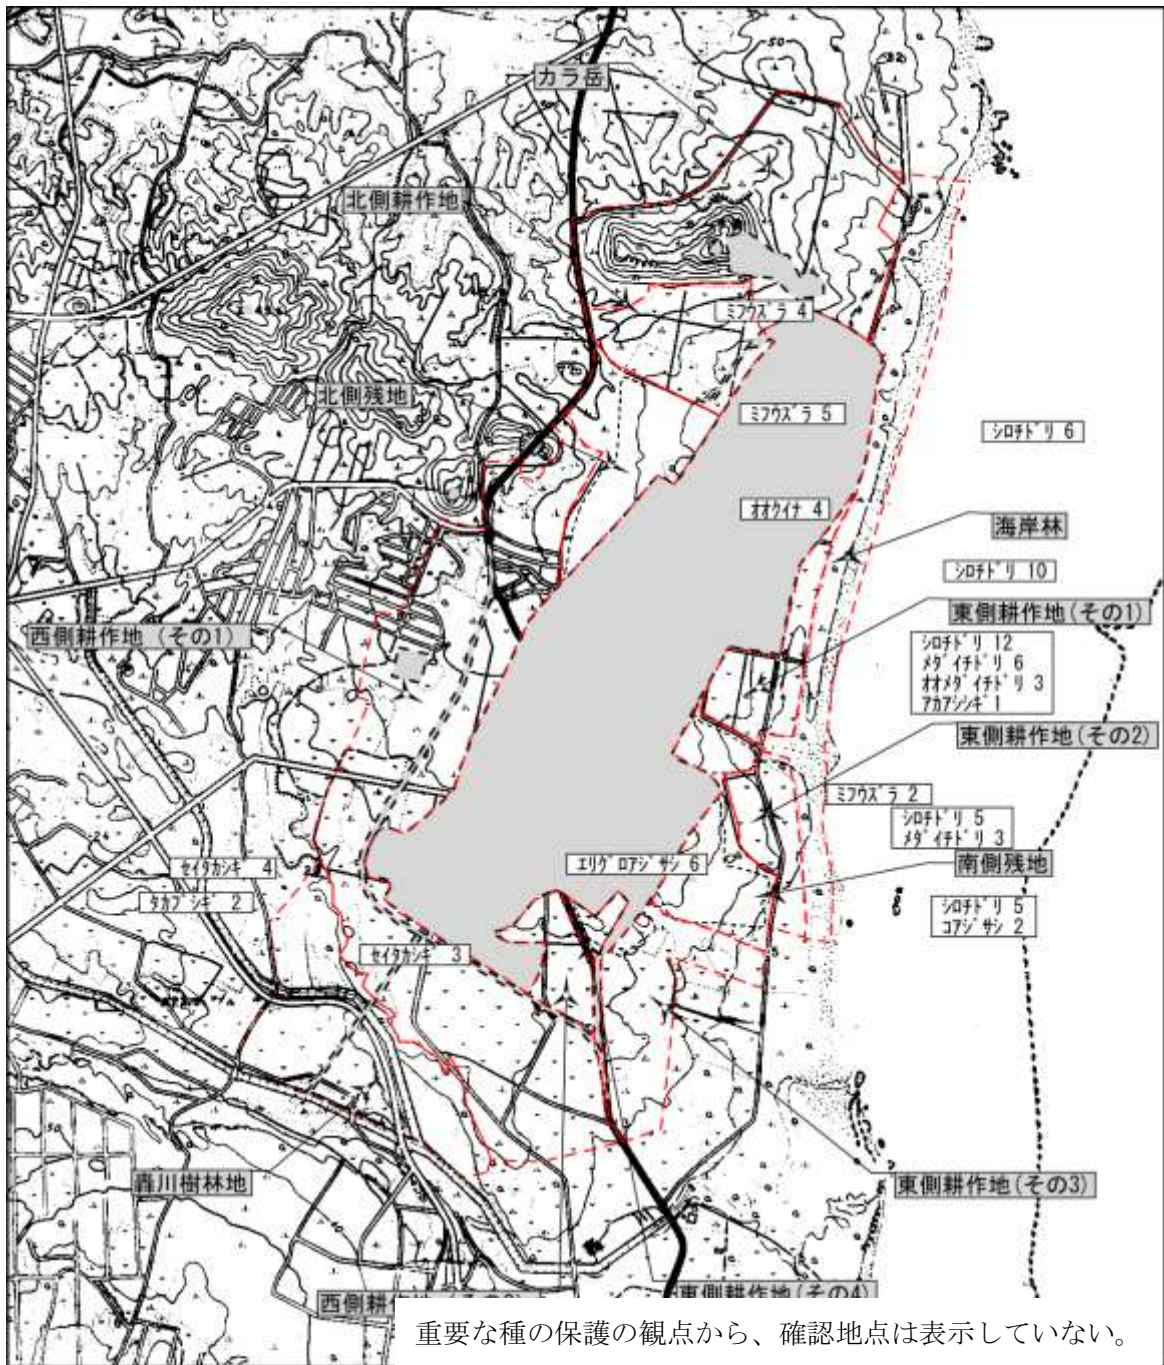 カラ岳
北側耕作地
ミフウズラ 4
北側残地
ミフウズラ 5
シロチドリ 6
オオクイナ 4
海岸林
シロチドリ 10
東側耕作地(その1)
西側耕作地 (その1)
シロチドリ 12
メダイチドリ 6
オオメダイチドリ 3
アカアシシギ 1
東側耕作地(その2)
ミフウズラ 2
シロチドリ 5
メダイチドリ 3
エリグロアジサシ 6
南側残地
セイタカシギ 4
タカブシギ 2
シロチドリ 5
コアジサシ 2
セイタカシギ 3
轟川樹林地
東側耕作地(その3)
西側耕作地
東側耕作地(その4)
重要な種の保護の観点から、確認地点は表示していない。